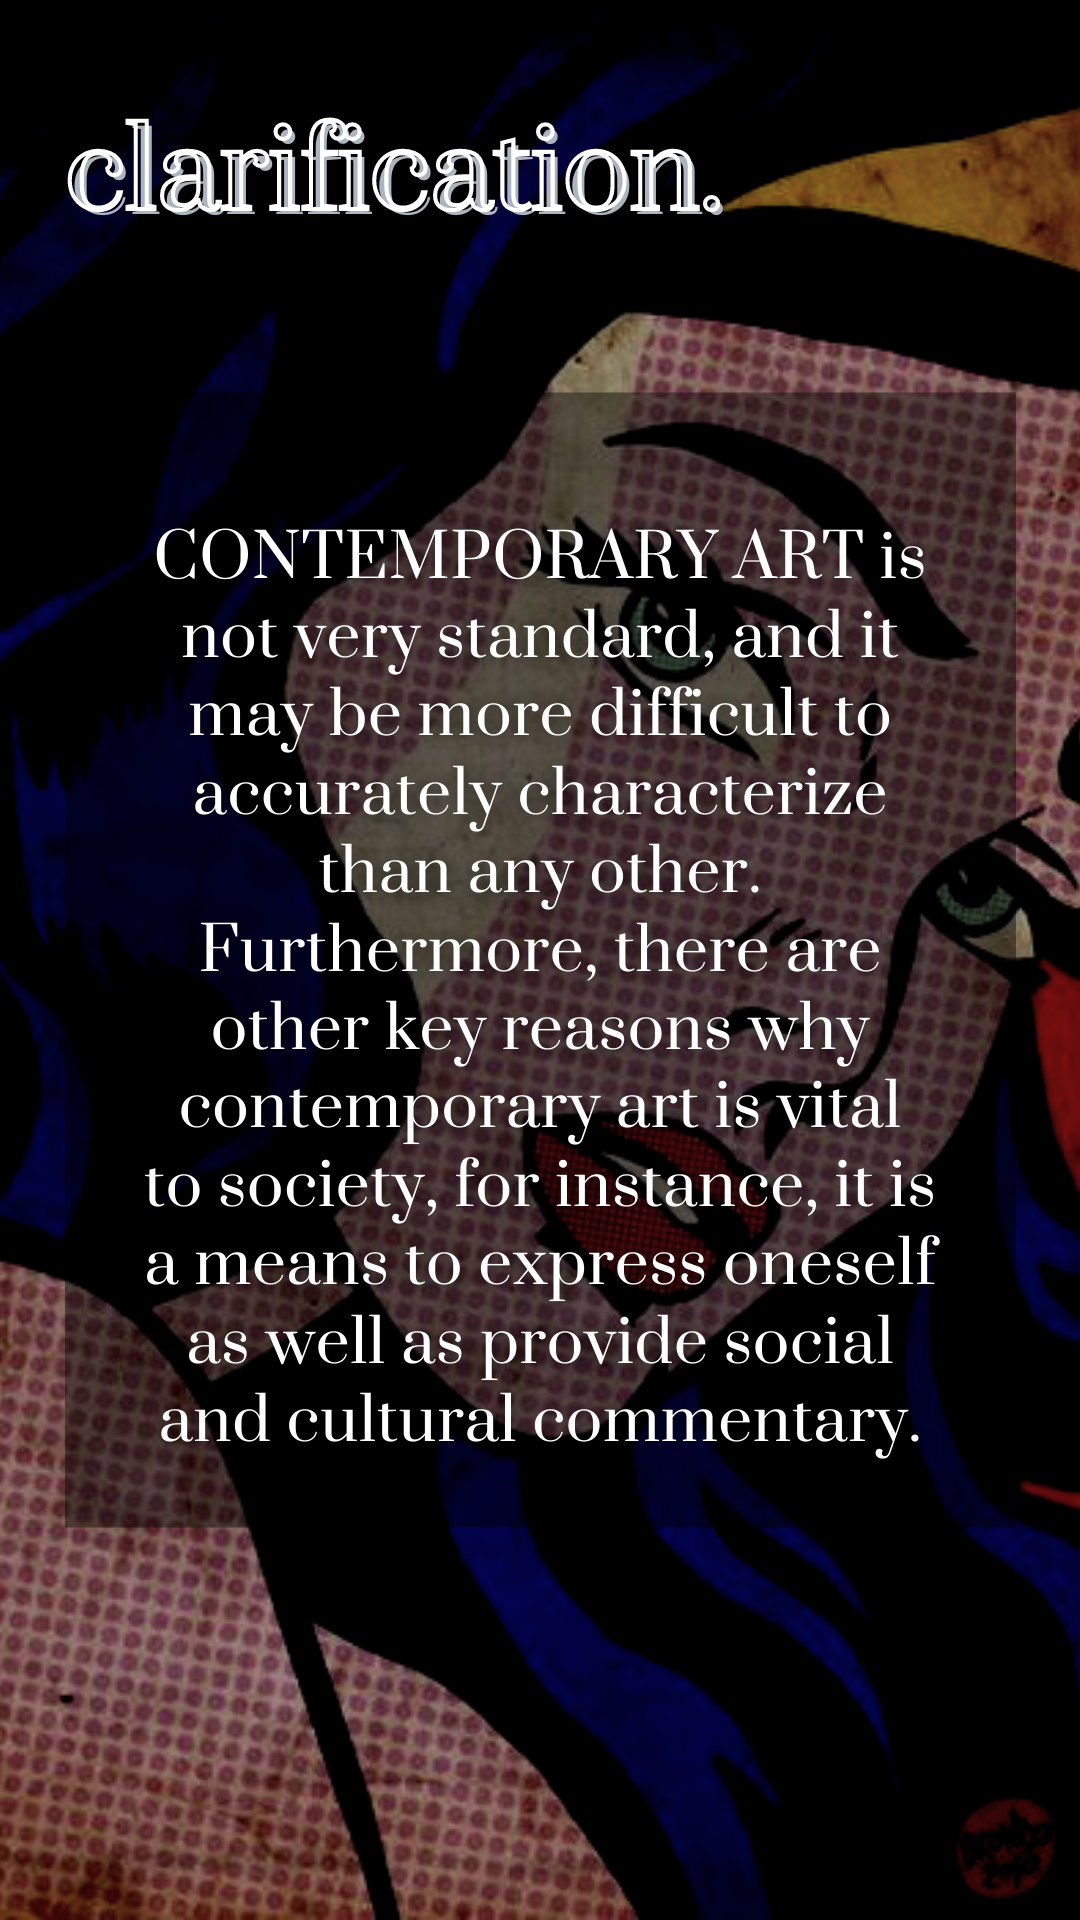 clarification.
CONTEMPORARY ART is
not very standard, and it
may be more difficult to
accurately characterize
than any other.
Furthermore, there are
other key reasons why
contemporary art is vital
to society, for instance, it is
a means to express oneself
as well as provide social
and cultural commentary.